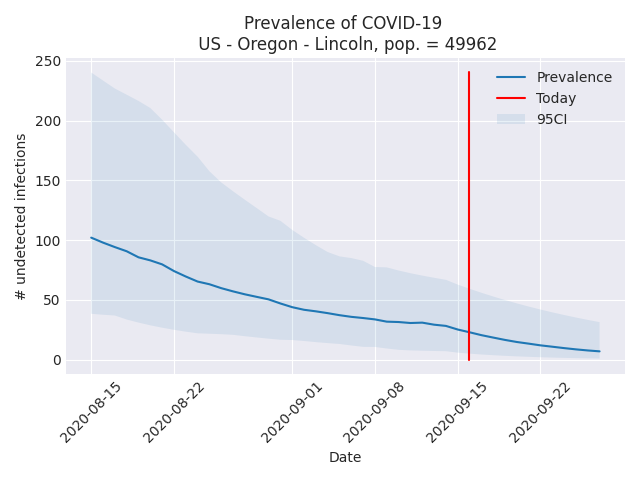 Prevalence of COVID-19
US - Oregon - Lincoln, pop. = 49962
250
200
150
100
50
0
# undetected infections
Prevalence
Today
95CI
2020-08-15
2020-08-22
2020-09-01
2020-09-08
2020-09-15
2020-09-22
Date